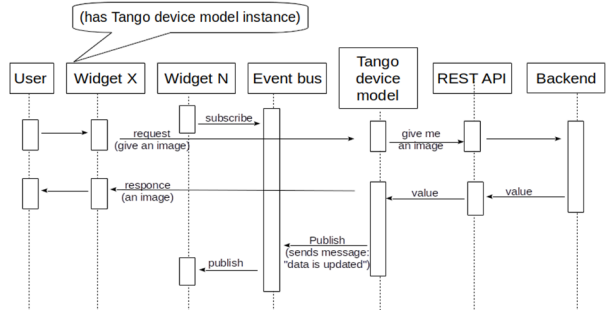 (has Tango device model instance)
User
Widget X
Widget N
Event bus
Tango
device
model
REST API
Backend
subscribe
request
(give an image)
give me
an image
responce
(an image)
value
value
Publish
(sends message:
"data is updated")
publish